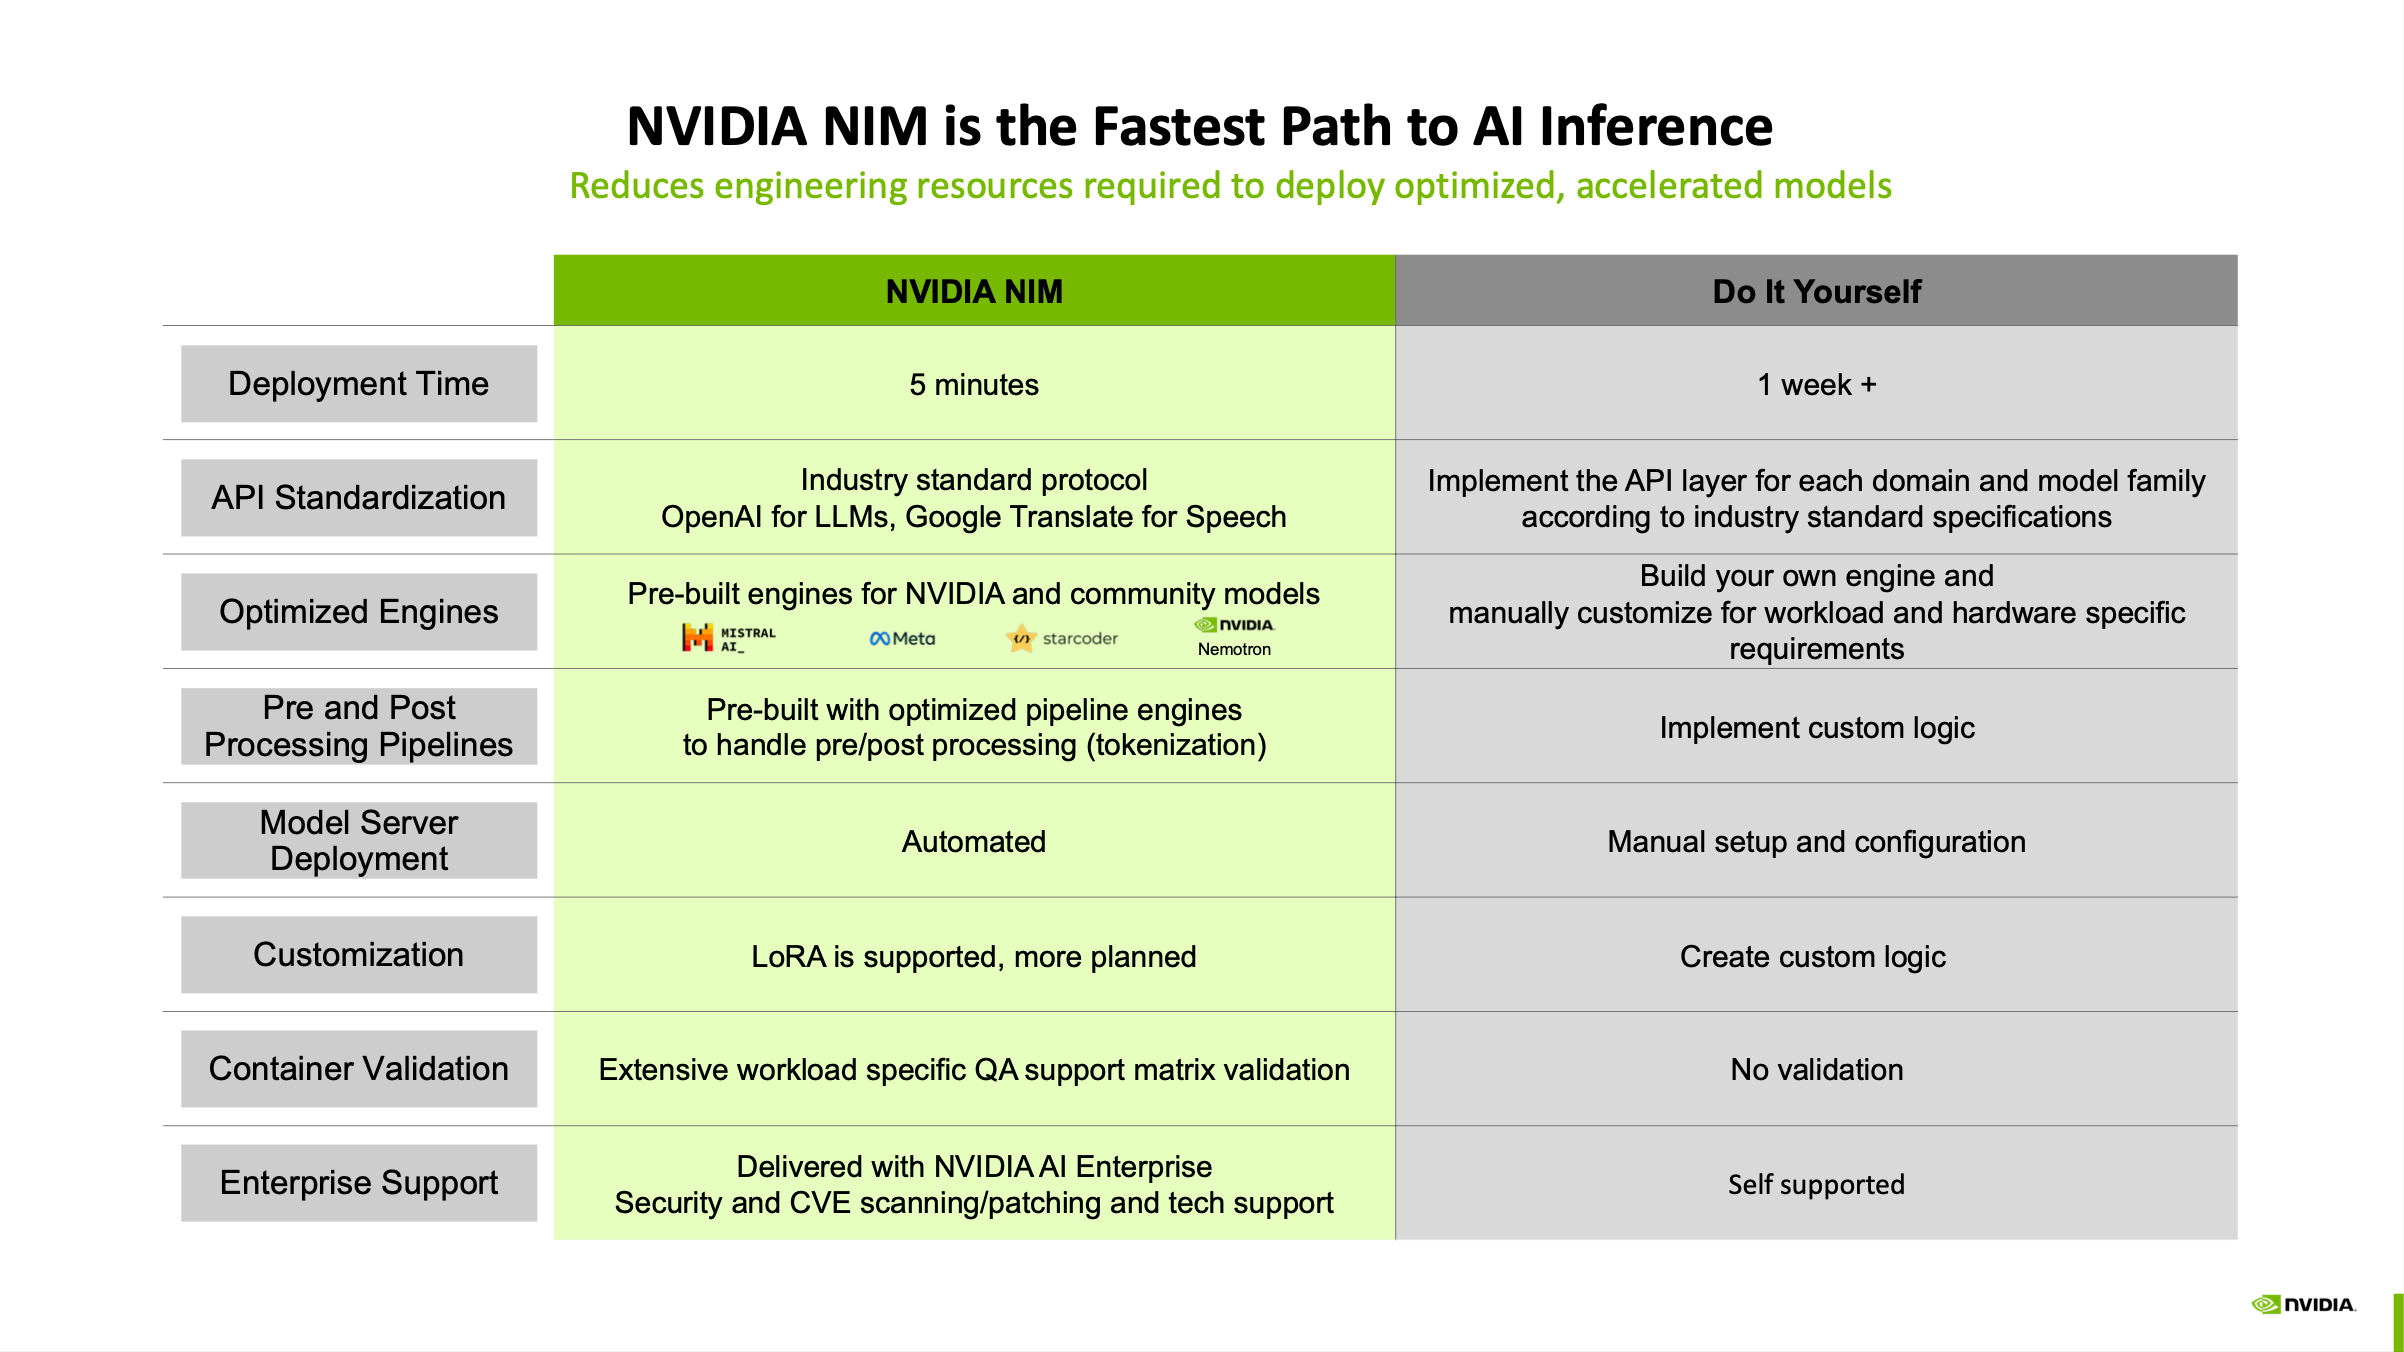 NVIDIA NIM is the Fastest Path to AI Inference
Reduces engineering resources required to deploy optimized, accelerated models
NVIDIA NIM
Do It Yourself
Deployment Time
5 minutes
1 week +
API Standardization
Industry standard protocol
OpenAI for LLMs, Google Translate for Speech
Implement the API layer for each domain and model family
according to industry standard specifications
Optimized Engines
Pre-built engines for NVIDIA and community models
MISTRAL
AI_
Meta
starcoder
NVIDIA.
Nemotron
Build your own engine and
manually customize for workload and hardware specific
requirements
Pre and Post
Processing Pipelines
Pre-built with optimized pipeline engines
to handle pre/post processing (tokenization)
Implement custom logic
Model Server
Deployment
Automated
Manual setup and configuration
Customization
LoRA is supported, more planned
Create custom logic
Container Validation
Extensive workload specific QA support matrix validation
No validation
Enterprise Support
Delivered with NVIDIA AI Enterprise
Security and CVE scanning/patching and tech support
Self supported
NVIDIA.